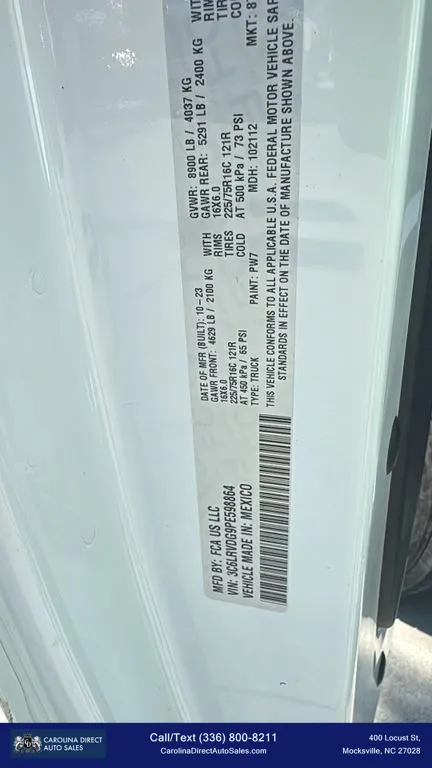 MFD BY: FCA US LLC
DATE OF MFR (BUILT): 10-23
GVWR: 8900 LB / 4037 KG
GAWR FRONT: 4629 LB / 2100 KG WITH
GAWR REAR: 5291 LB / 2400 KG WITH
16X6.0 RIMS
16X6.0
225/75R16C 121R TIRES
225/75R16C 121R
AT 450 kPa / 65 PSI COLD
AT 500 kPa / 73 PSI
VIN: 3C6LRVDG9PE598864
TYPE: TRUCK
PAINT: PW7
MDH: 102112
MKT:
VEHICLE MADE IN: MEXICO
THIS VEHICLE CONFORMS TO ALL APPLICABLE U.S.A. FEDERAL MOTOR VEHICLE
STANDARDS IN EFFECT ON THE DATE OF MANUFACTURE SHOWN ABOVE.
CAROLINA DIRECT
AUTO SALES
Call/Text (336) 800-8211
CarolinaDirectAutoSales.com
400 Locust St,
Mocksville, NC 27028